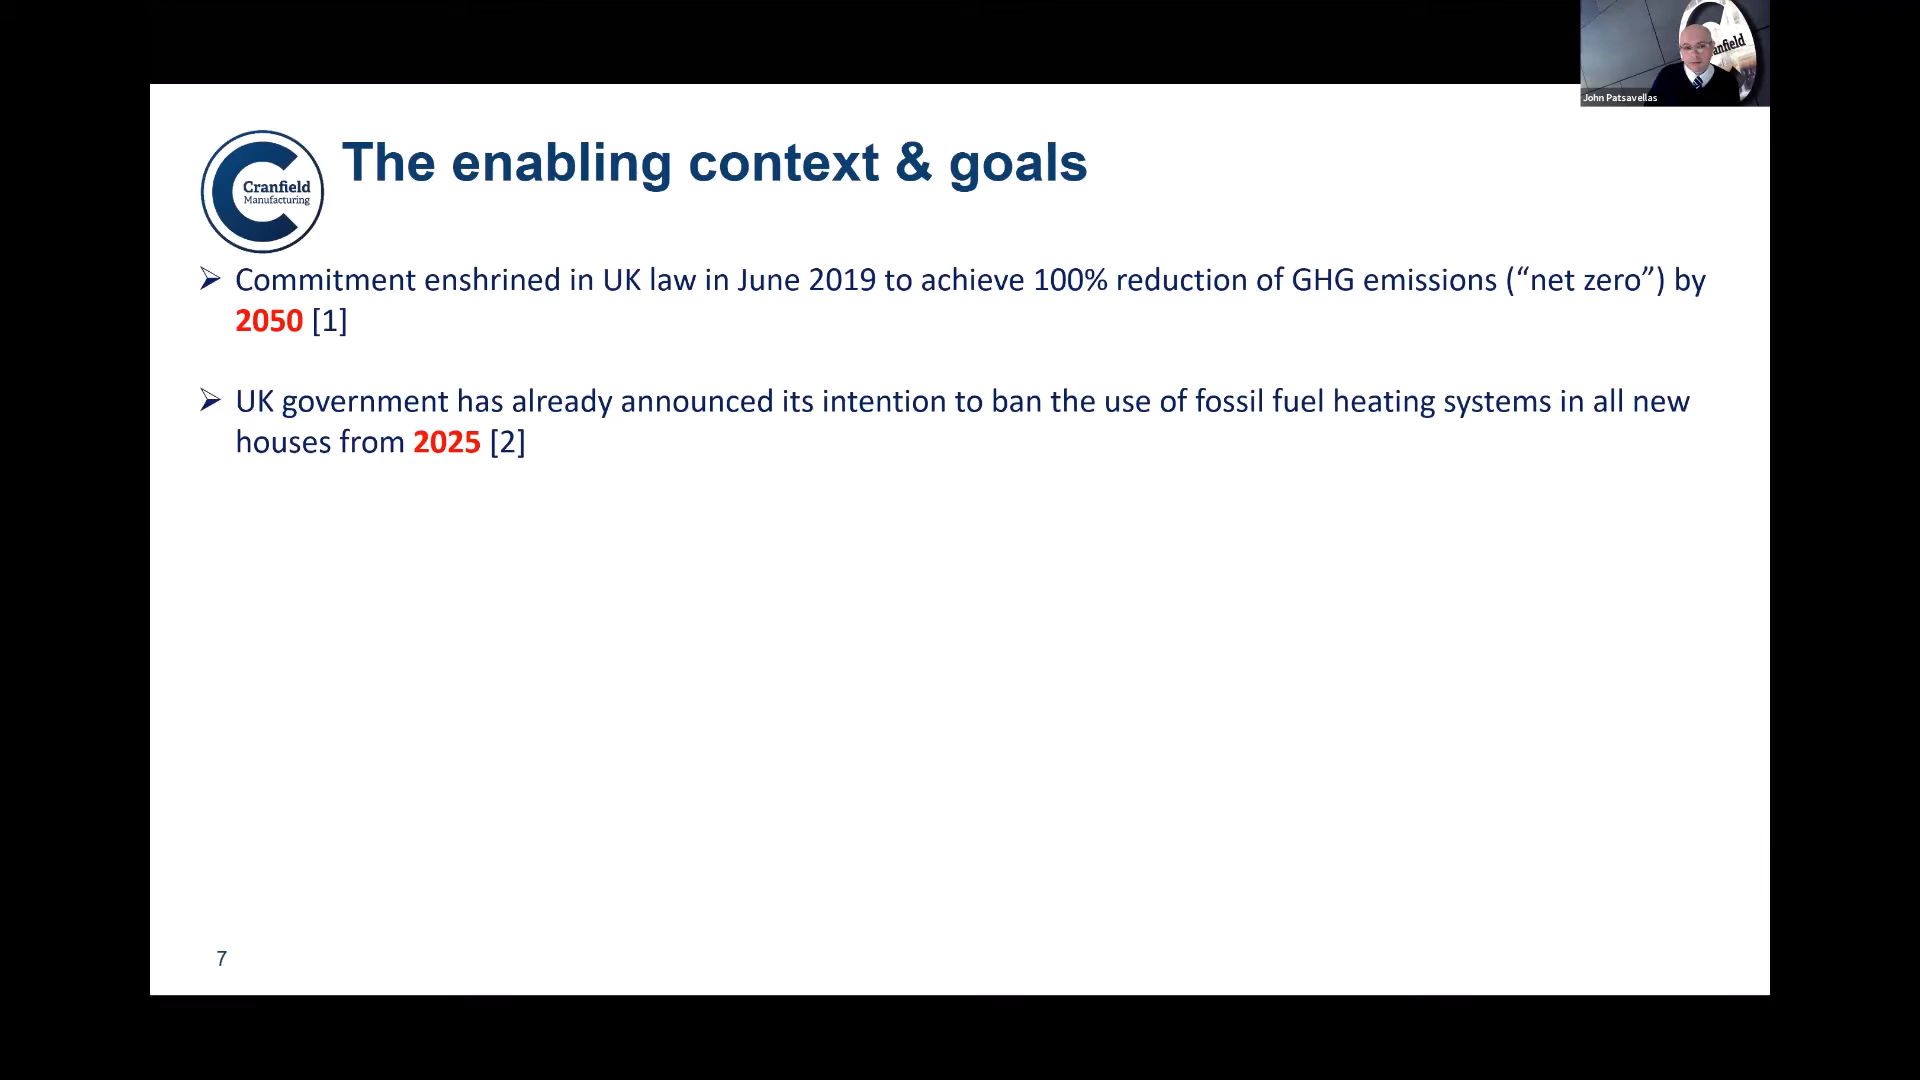 anfield
John Patsavellas
Cranfield
Manufacturing
The enabling context & goals
➢ Commitment enshrined in UK law in June 2019 to achieve 100% reduction of GHG emissions (“net zero”) by
2050 [1]
➢ UK government has already announced its intention to ban the use of fossil fuel heating systems in all new
houses from 2025 [2]
7